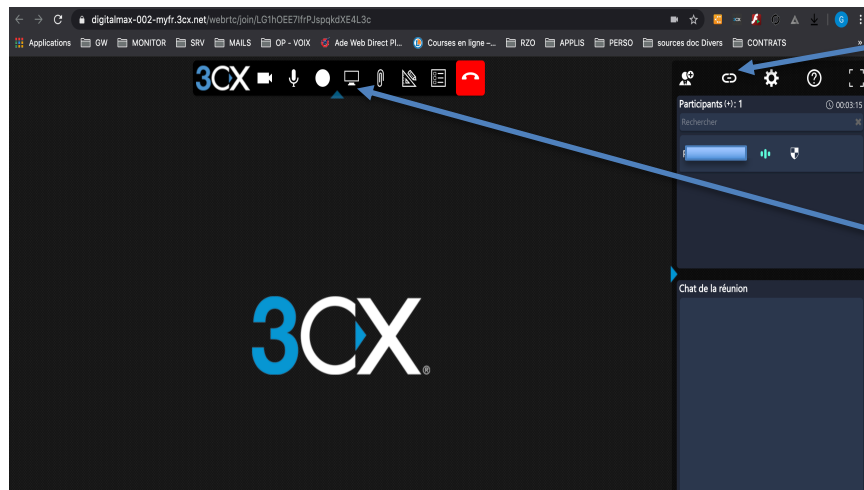 digitalmax-002-myfr.3cx.net/webrtc/join/LG1hOEE7IfrPJspqkdXE4L3c
G
Applications GW MONITOR SRV MAILS OP - VOIX Ade Web Direct Pl... Courses en ligne –... RZO APPLIS PERSO sources doc Divers CONTRATS »
3CX
Participants (+): 1 00:03:15
Rechercher
Chat de la réunion
3CX®